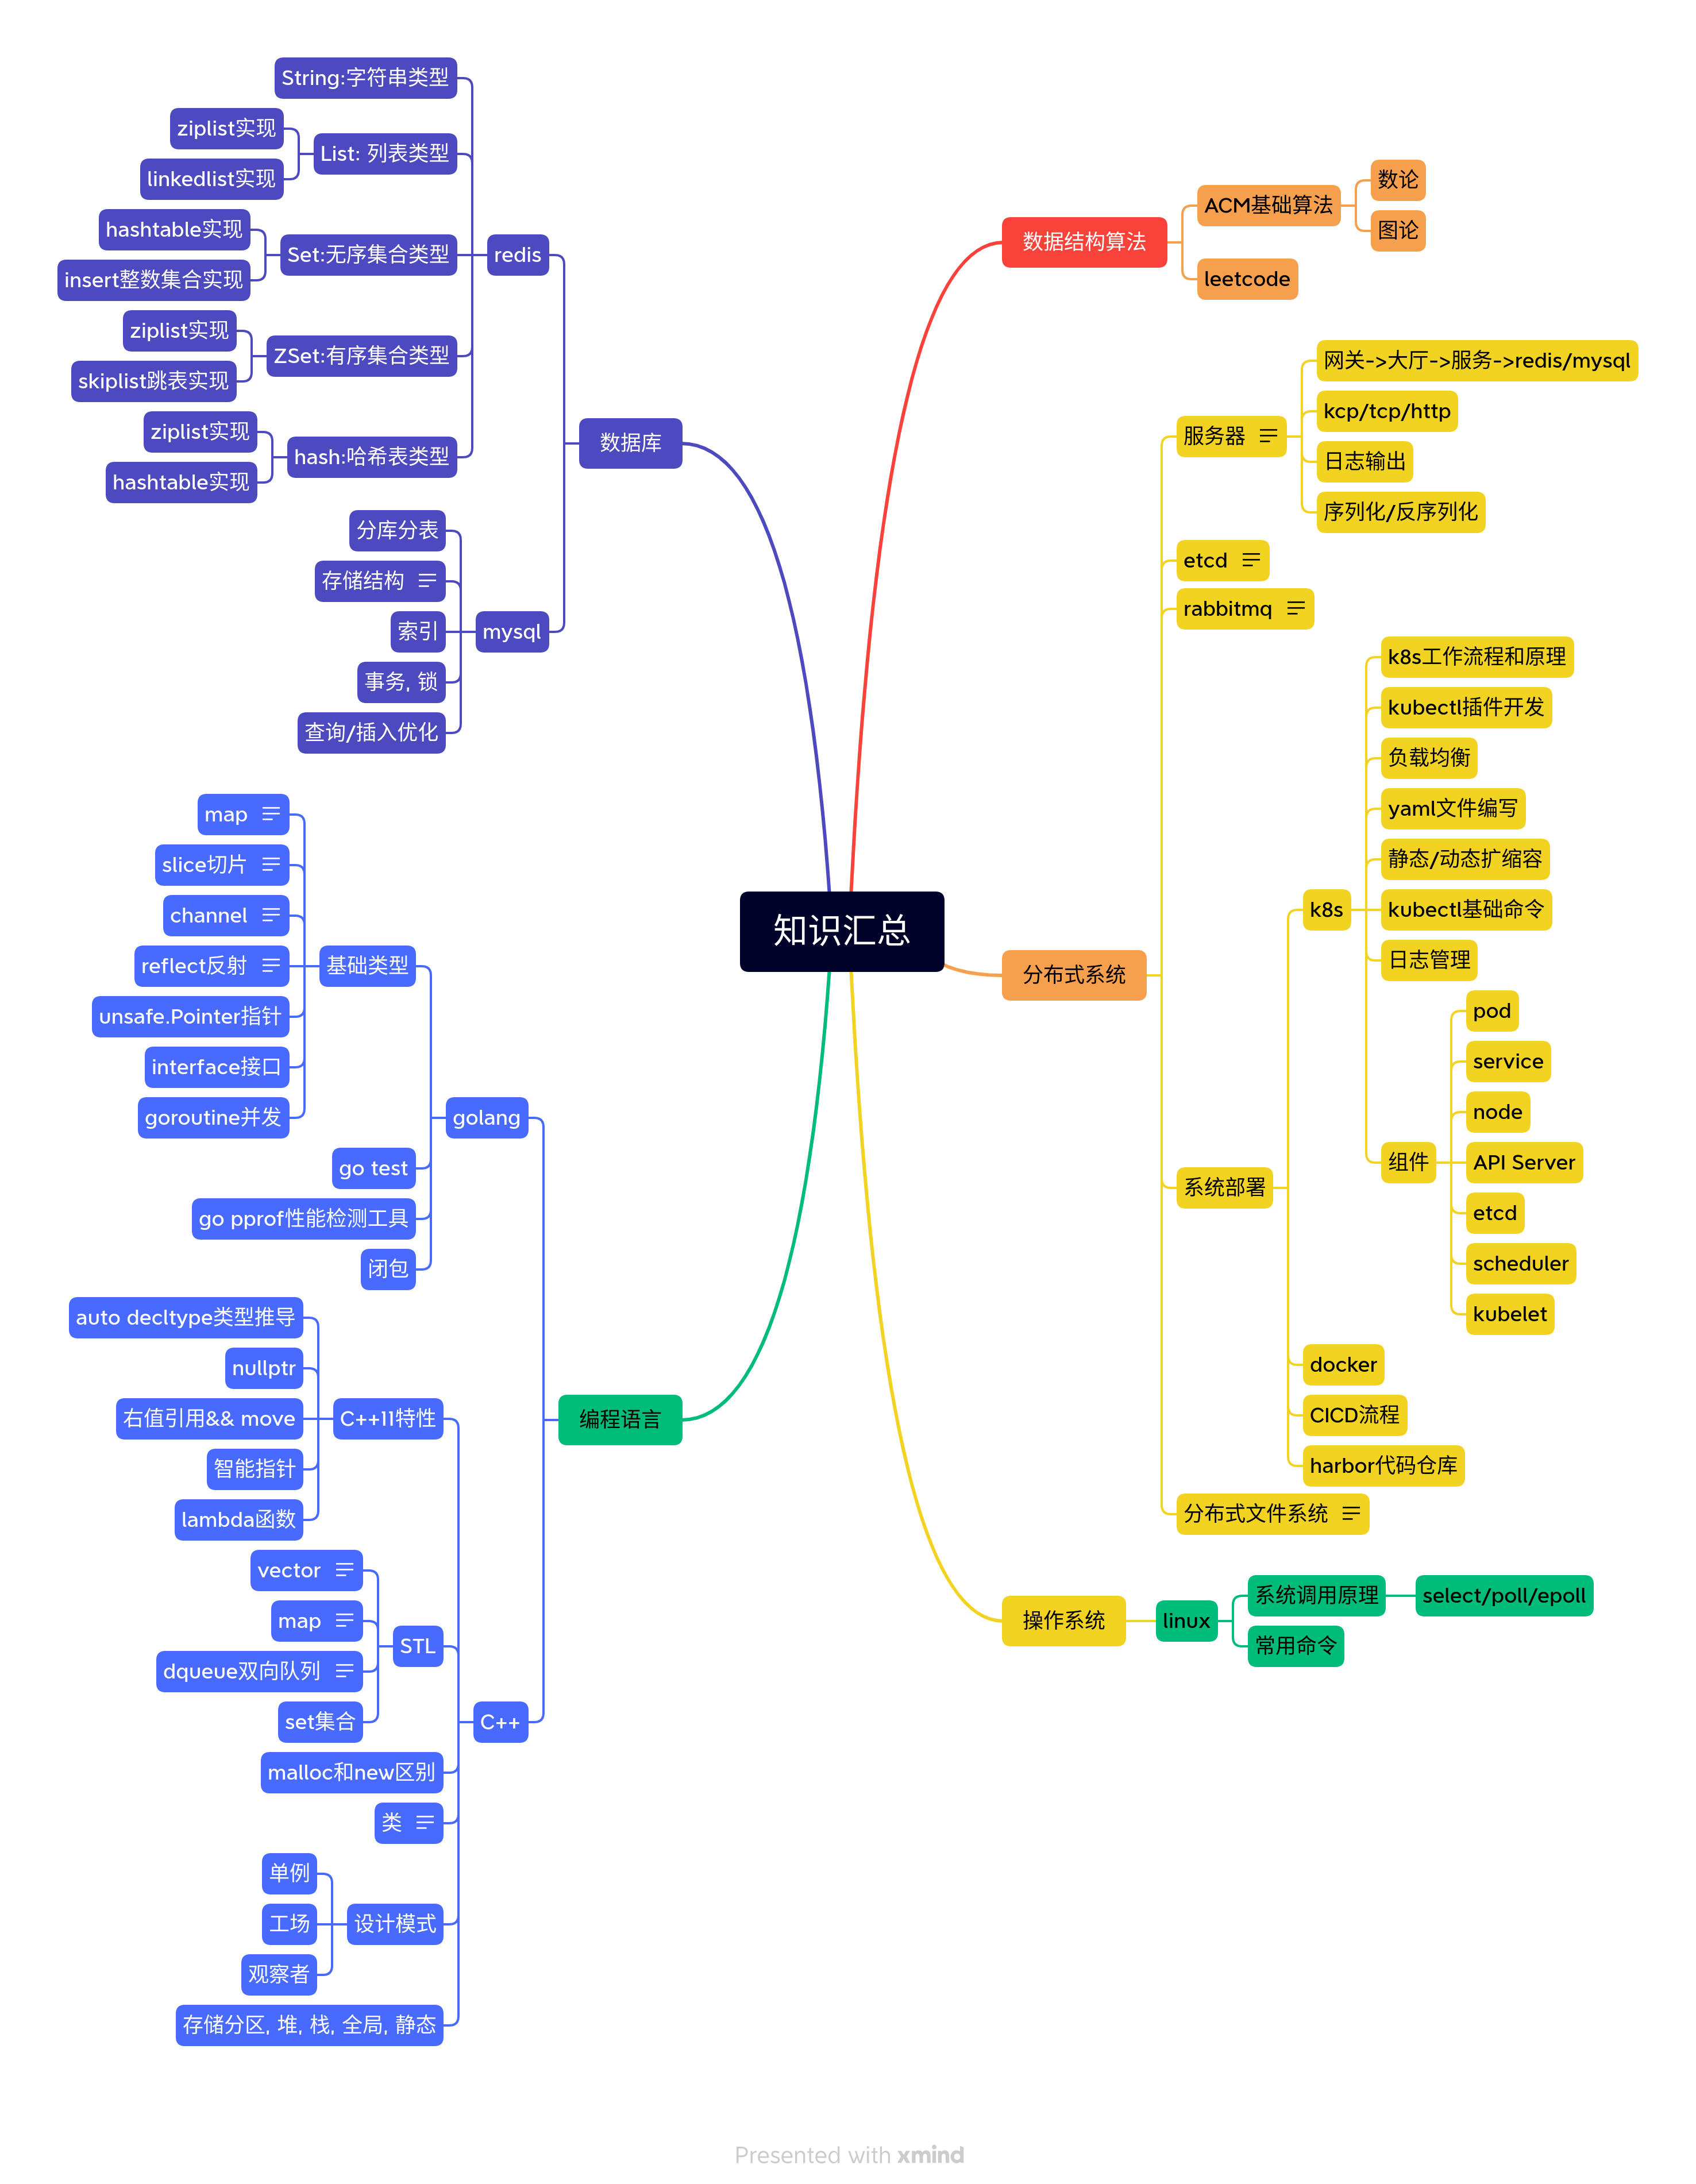 知识汇总
数据结构算法
ACM基础算法
数论
图论
leetcode
分布式系统
服务器
网关->大厅->服务->redis/mysql
kcp/tcp/http
日志输出
序列化/反序列化
etcd
rabbitmq
系统部署
k8s
k8s工作流程和原理
kubectl插件开发
负载均衡
yaml文件编写
静态/动态扩缩容
kubectl基础命令
日志管理
组件
pod
service
node
API Server
etcd
scheduler
kubelet
docker
CICD流程
harbor代码仓库
分布式文件系统
操作系统
linux
系统调用原理
select/poll/epoll
常用命令
数据库
redis
String:字符串类型
List: 列表类型
ziplist实现
linkedlist实现
Set:无序集合类型
hashtable实现
insert整数集合实现
ZSet:有序集合类型
ziplist实现
skiplist跳表实现
hash:哈希表类型
ziplist实现
hashtable实现
mysql
分库分表
存储结构
索引
事务, 锁
查询/插入优化
编程语言
golang
基础类型
map
slice切片
channel
reflect反射
unsafe.Pointer指针
interface接口
goroutine并发
go test
go pprof性能检测工具
闭包
C++
C++11特性
auto decltype类型推导
nullptr
右值引用&& move
智能指针
lambda函数
STL
vector
map
dqueue双向队列
set集合
malloc和new区别
类
设计模式
单例
工场
观察者
存储分区, 堆, 栈, 全局, 静态
Presented with xmind